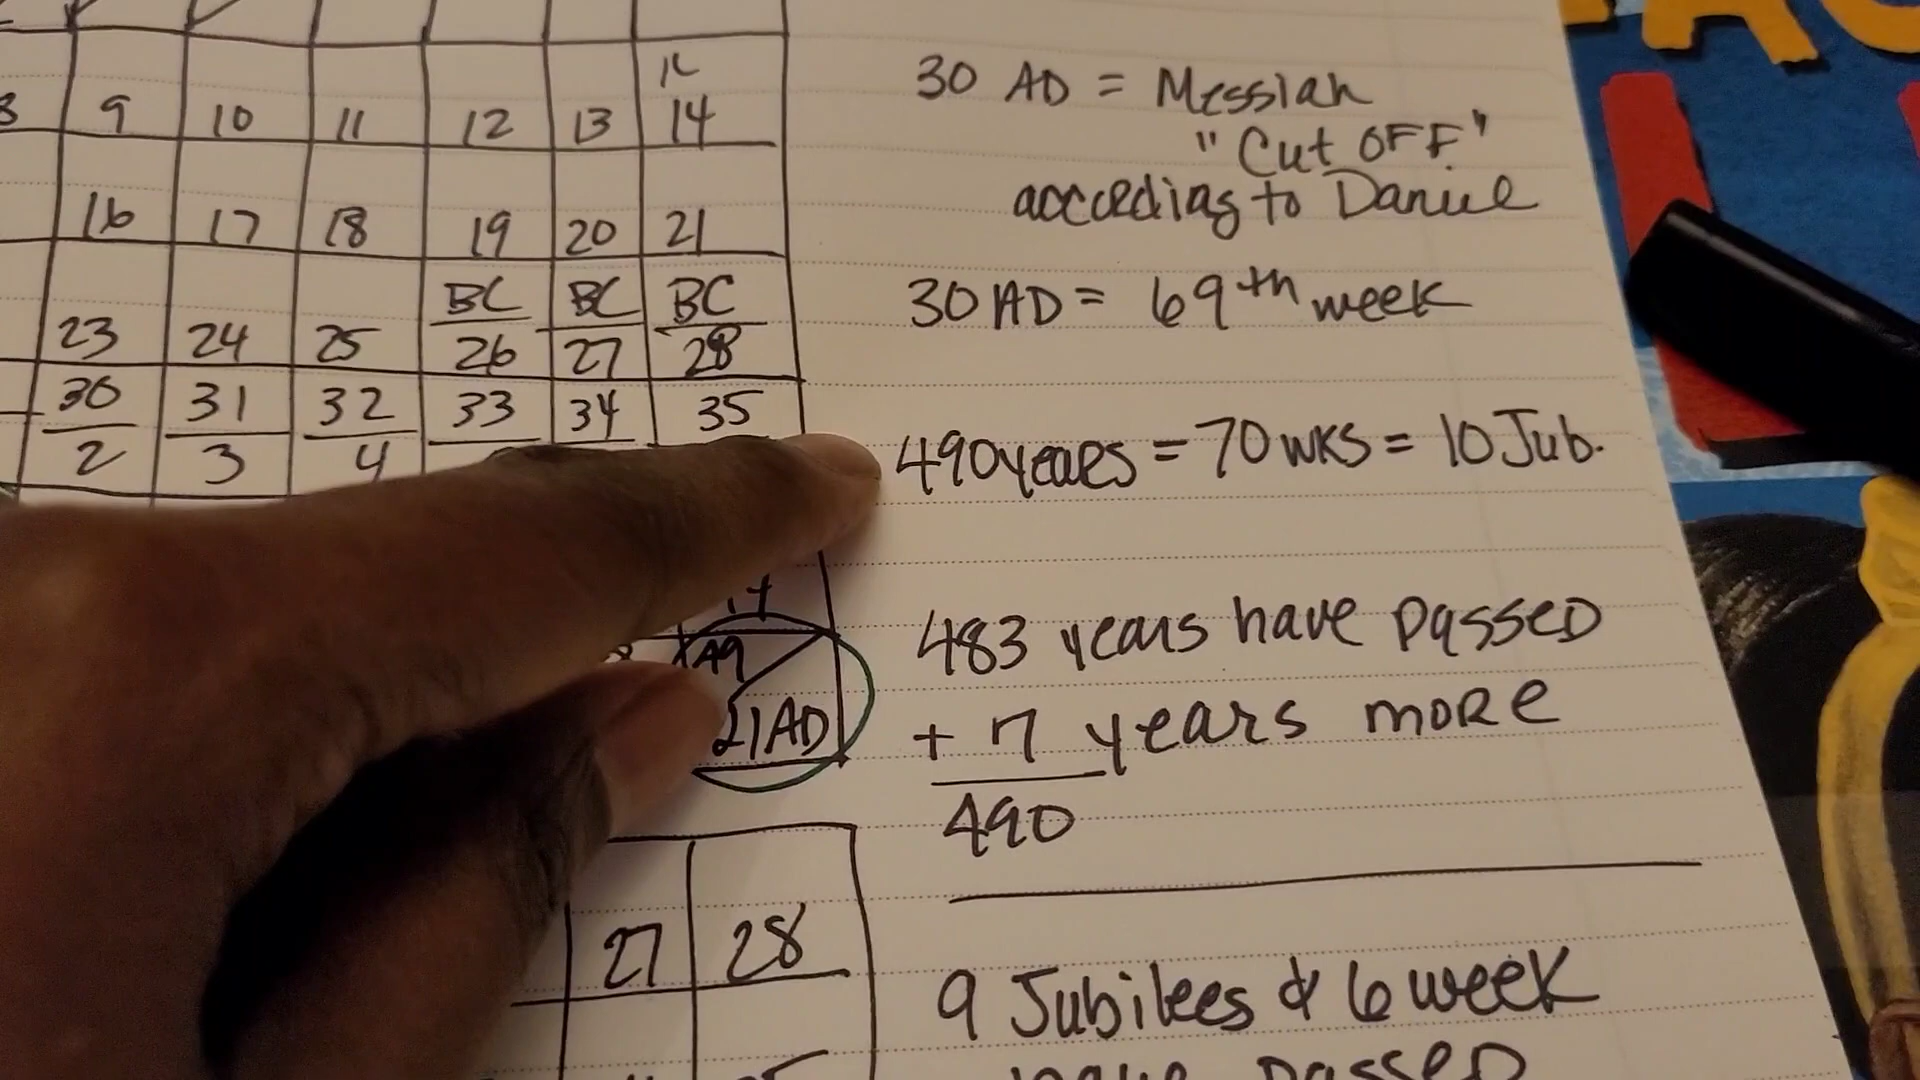 9 10 11 12 13 14
16 17 18 19 20 21
BC BC BC
23 24 25 26 27 28
30 31 32 33 34 35
2 3 4
49
21AD
27 28
30 AD = Messiah
"Cut OFF"
according to Daniel
30 AD = 69th week
490 years = 70 wks = 10 Jub.
483 years have passed
+ 7 years more
490
9 Jubilees & 6 week
have passed